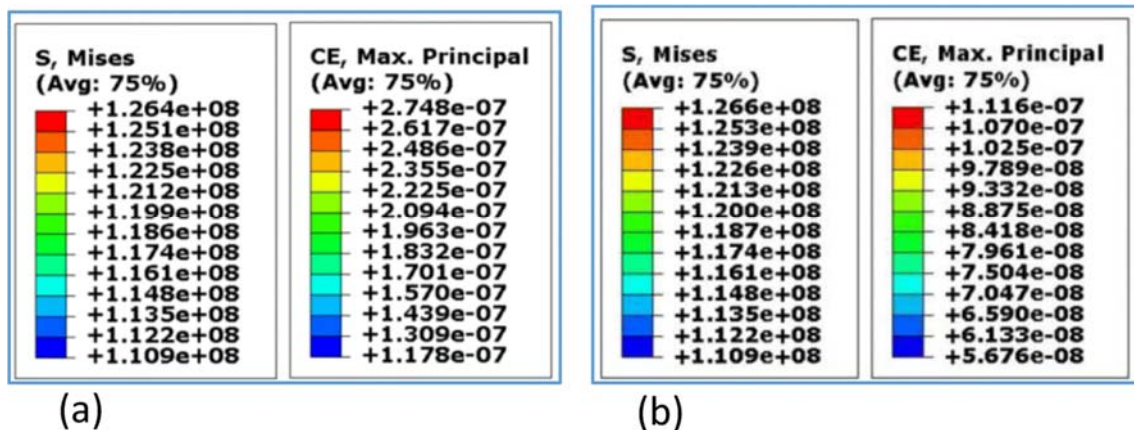 S, Mises
(Avg: 75%)
+1.264e+08
+1.251e+08
+1.238e+08
+1.225e+08
+1.212e+08
+1.199e+08
+1.186e+08
+1.174e+08
+1.161e+08
+1.148e+08
+1.135e+08
+1.122e+08
+1.109e+08
CE, Max. Principal
(Avg: 75%)
+2.748e-07
+2.617e-07
+2.486e-07
+2.355e-07
+2.225e-07
+2.094e-07
+1.963e-07
+1.832e-07
+1.701e-07
+1.570e-07
+1.439e-07
+1.309e-07
+1.178e-07
(a)
S, Mises
(Avg: 75%)
+1.266e+08
+1.253e+08
+1.239e+08
+1.226e+08
+1.213e+08
+1.200e+08
+1.187e+08
+1.174e+08
+1.161e+08
+1.148e+08
+1.135e+08
+1.122e+08
+1.109e+08
CE, Max. Principal
(Avg: 75%)
+1.116e-07
+1.070e-07
+1.025e-07
+9.789e-08
+9.332e-08
+8.875e-08
+8.418e-08
+7.961e-08
+7.504e-08
+7.047e-08
+6.590e-08
+6.133e-08
+5.676e-08
(b)